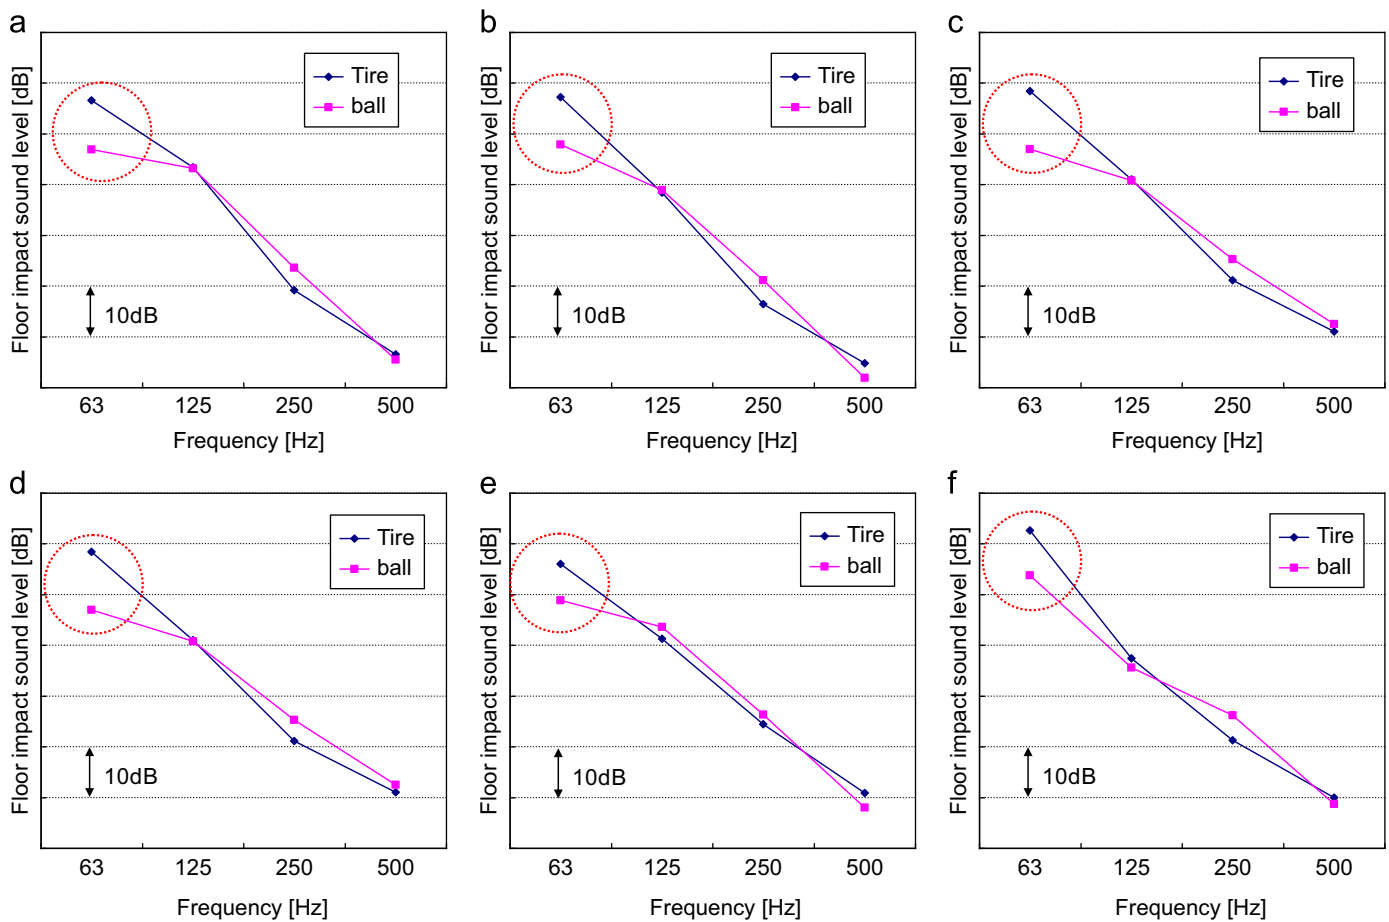 a
Floor impact sound level [dB]
Tire
ball
10dB
63 125 250 500
Frequency [Hz]
b
Floor impact sound level [dB]
Tire
ball
10dB
63 125 250 500
Frequency [Hz]
c
Floor impact sound level [dB]
Tire
ball
10dB
63 125 250 500
Frequency [Hz]
d
Floor impact sound level [dB]
Tire
ball
10dB
63 125 250 500
Frequency [Hz]
e
Floor impact sound level [dB]
Tire
ball
10dB
63 125 250 500
Frequency [Hz]
f
Floor impact sound level [dB]
Tire
ball
10dB
63 125 250 500
Frequency [Hz]